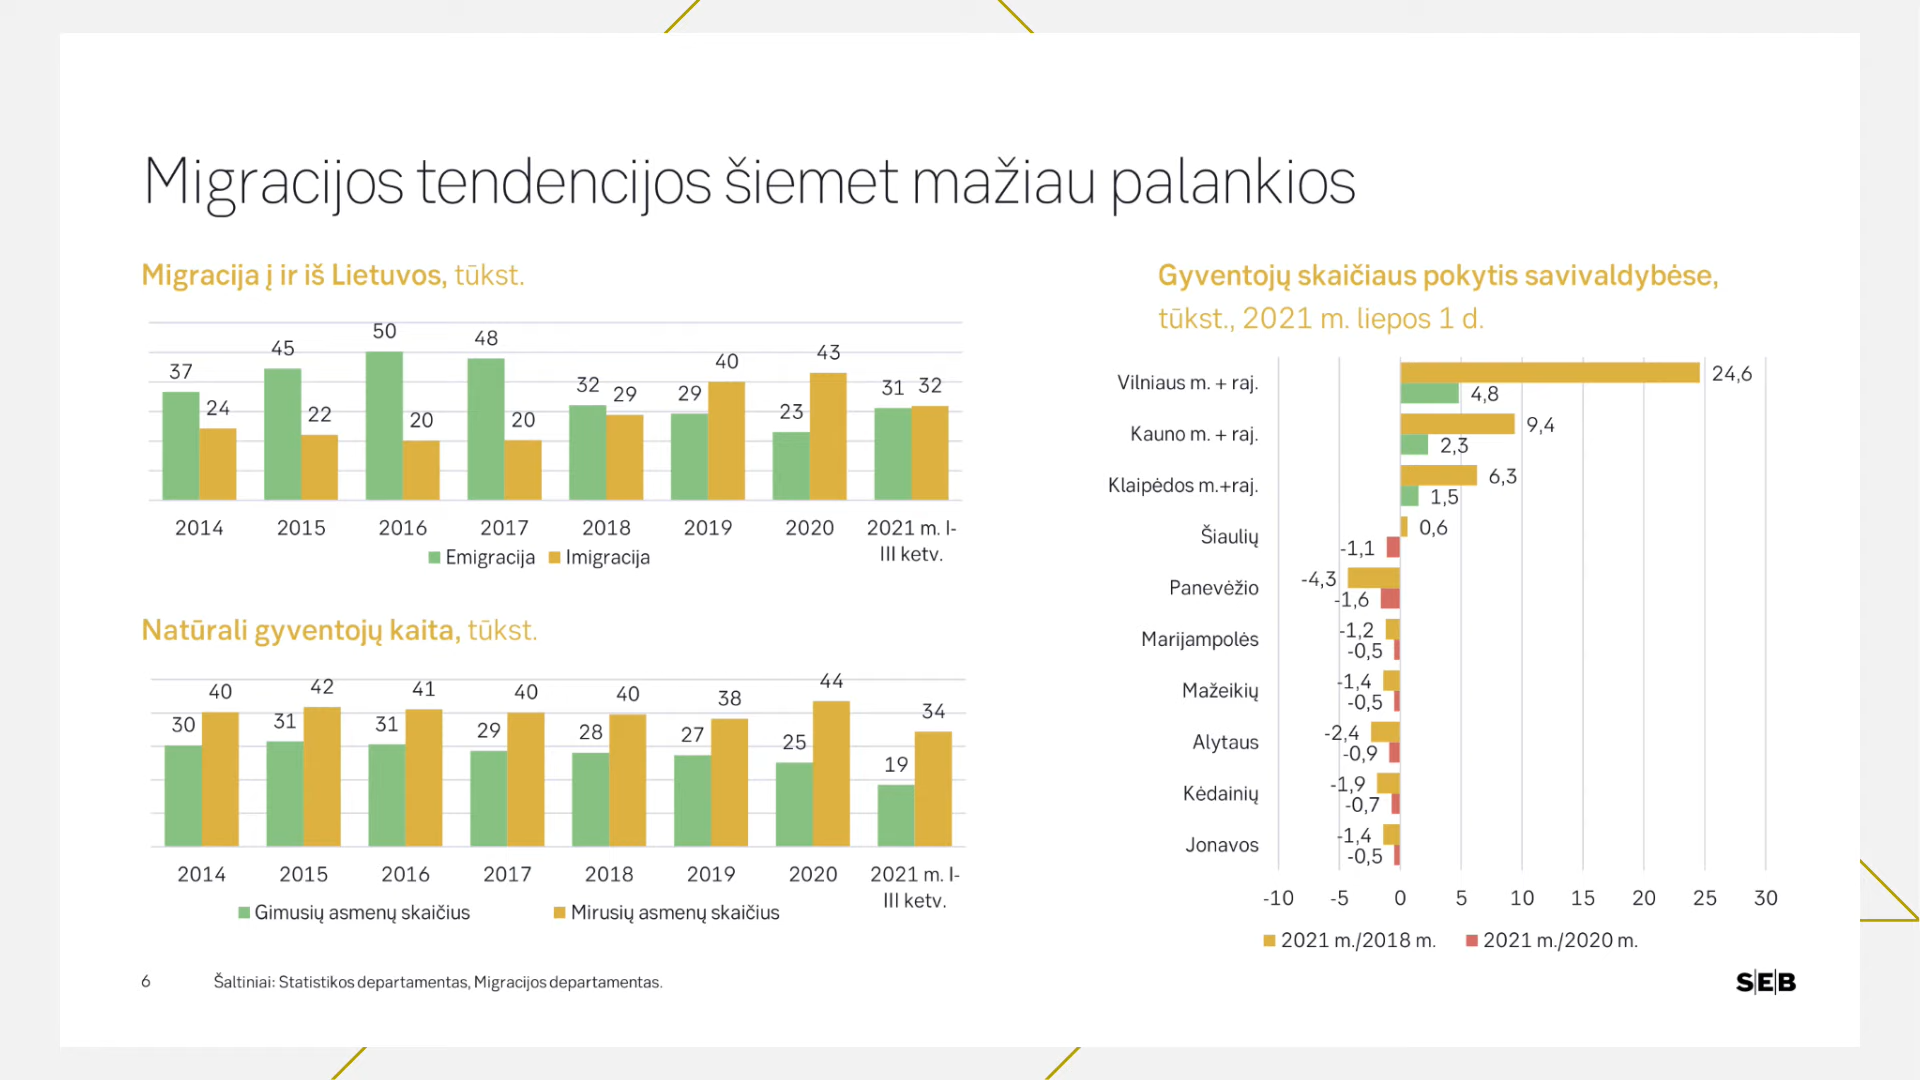 Migracijos tendencijos šiemet mažiau palankios
Migracija į ir iš Lietuvos, tūkst.
37 45 50 48 32 29 23 31
24 22 20 20 29 40 43 32
2014 2015 2016 2017 2018 2019 2020 2021 m. I-
III ketv.
Emigracija Imigracija
Natūrali gyventojų kaita, tūkst.
30 31 31 29 28 27 25 19
40 42 41 40 40 38 44 34
2014 2015 2016 2017 2018 2019 2020 2021 m. I-
III ketv.
Gimusių asmenų skaičius Mirusių asmenų skaičius
Gyventojų skaičiaus pokytis savivaldybėse,
tūkst., 2021 m. liepos 1 d.
Vilniaus m. + raj. 24,6
4,8
Kauno m. + raj. 9,4
2,3
Klaipėdos m.+raj. 6,3
1,5
Šiaulių 0,6
-1,1
Panevėžio -4,3
-1,6
Marijampolės -1,2
-0,5
Mažeikių -1,4
-0,5
Alytaus -2,4
-0,9
Kėdainių -1,9
-0,7
Jonavos -1,4
-0,5
-10 -5 0 5 10 15 20 25 30
2021 m./2018 m. 2021 m./2020 m.
6 Šaltiniai: Statistikos departamentas, Migracijos departamentas.
S|E|B